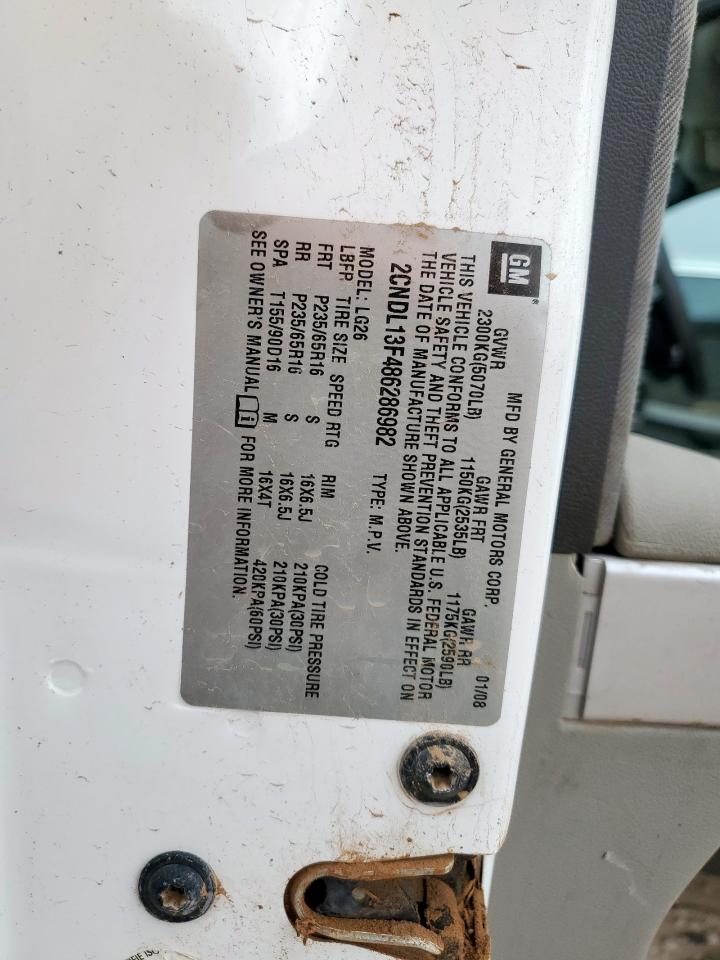 GM®
MFD BY GENERAL MOTORS CORP. 01/08
GVWR GAWR FRT GAWR RR
2300KG(5070LB) 1150KG(2535LB) 1175KG(2590LB)
THIS VEHICLE CONFORMS TO ALL APPLICABLE U.S. FEDERAL MOTOR
VEHICLE SAFETY AND THEFT PREVENTION STANDARDS IN EFFECT ON
THE DATE OF MANUFACTURE SHOWN ABOVE.
2CNDL13F486286982 TYPE: M.P.V.
MODEL: LG26
LBFP TIRE SIZE SPEED RTG RIM COLD TIRE PRESSURE
FRT P235/65R16 S 16X6.5J 210KPA(30PSI)
RR P235/65R16 S 16X6.5J 210KPA(30PSI)
SPA T155/90D16 M 16X4T 420KPA(60PSI)
SEE OWNER'S MANUAL FOR MORE INFORMATION.